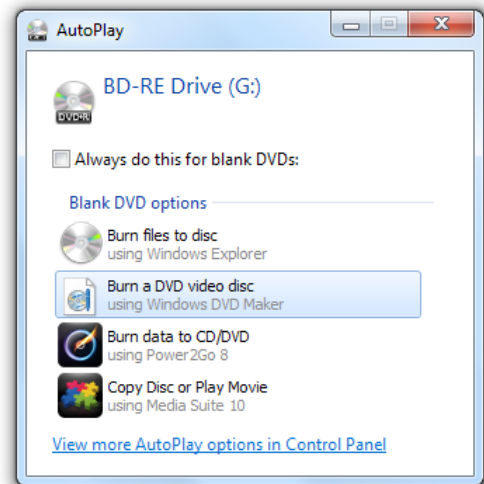 AutoPlay
BD-RE Drive (G:)
DVD+R
Always do this for blank DVDs:
Blank DVD options
Burn files to disc
using Windows Explorer
Burn a DVD video disc
using Windows DVD Maker
Burn data to CD/DVD
using Power2Go 8
Copy Disc or Play Movie
using Media Suite 10
View more AutoPlay options in Control Panel